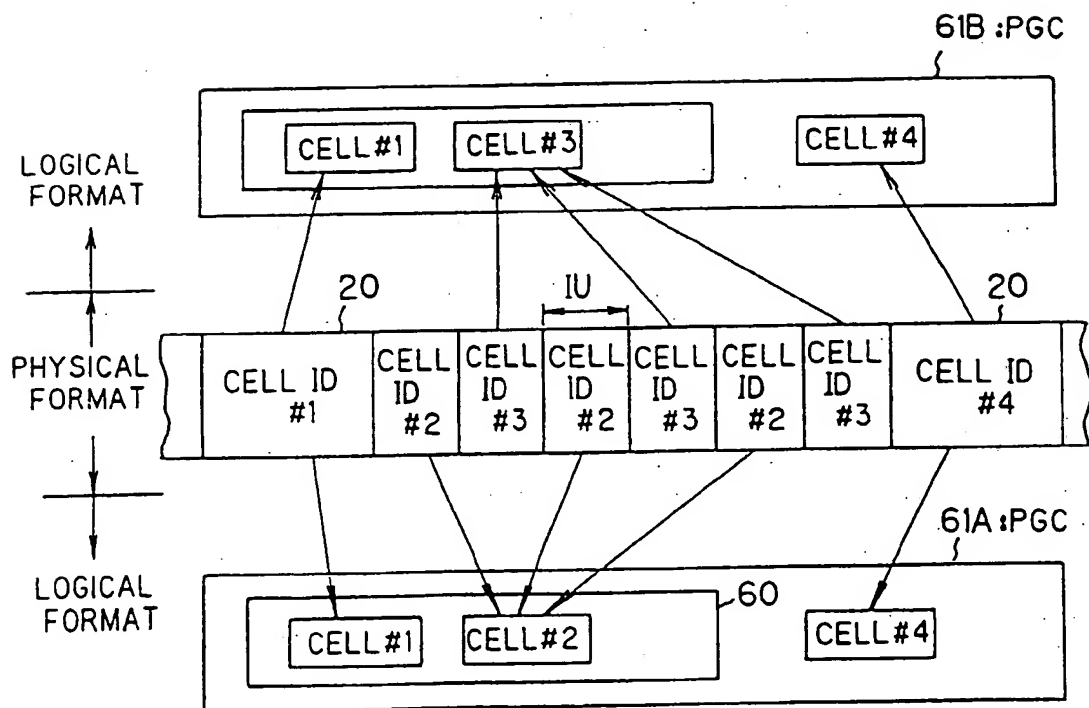 61B:PGC
CELL#1
CELL#3
CELL#4
LOGICAL
FORMAT
20
IU
20
PHYSICAL
FORMAT
CELL ID
#1
CELL
ID
#2
CELL
ID
#3
CELL
ID
#2
CELL
ID
#3
CELL
ID
#2
CELL
ID
#3
CELL ID
#4
61A:PGC
LOGICAL
FORMAT
60
CELL#1
CELL#2
CELL#4